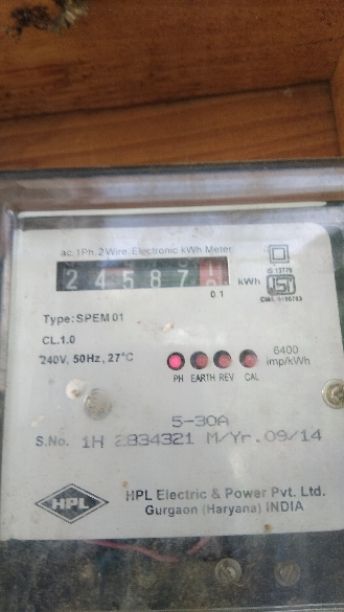 ac. 1Ph. 2Wire. Electronic kWh Meter
2 4 5 8 7
kWh
0.1
IS 13779
ISI
Type: SPEM 01
CL.1.0
240V, 50Hz, 27°C
6400
imp/kWh
PH EARTH REV CAL
5-30A
S.No. 1H 2834321 M/Yr. 09/14
HPL
HPL Electric & Power Pvt. Ltd.
Gurgaon (Haryana) INDIA